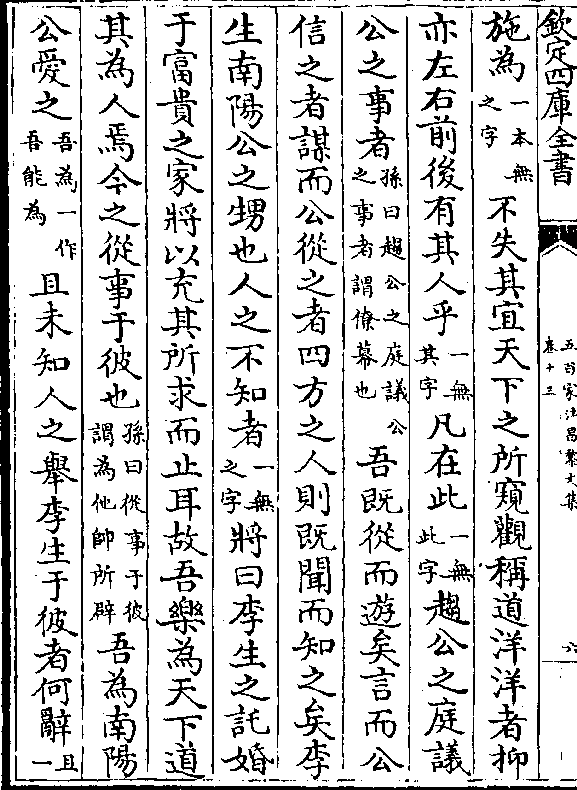 欽定四庫全書
五百家注昌黎文集
卷十三
六
施為一本無之字不失其宜天下之所窺觀稱道洋洋者抑
亦左右前後有其人乎一無其字凡在此一無此字趨公之庭議
公之事者孫曰趨公之庭議公之事者謂僚幕也吾既從而遊矣言而公
信之者謀而公從之者四方之人則既聞而知之矣李
生南陽公之甥也人之不知者一無之字將曰李生之託婚
于富貴之家將以充其所求而止耳故吾樂為天下道
其為人焉今之從事于彼也孫曰從事于彼謂為他帥所辟吾為南陽
公愛之吾為一作吾能為且未知人之舉李生于彼者何辭且一